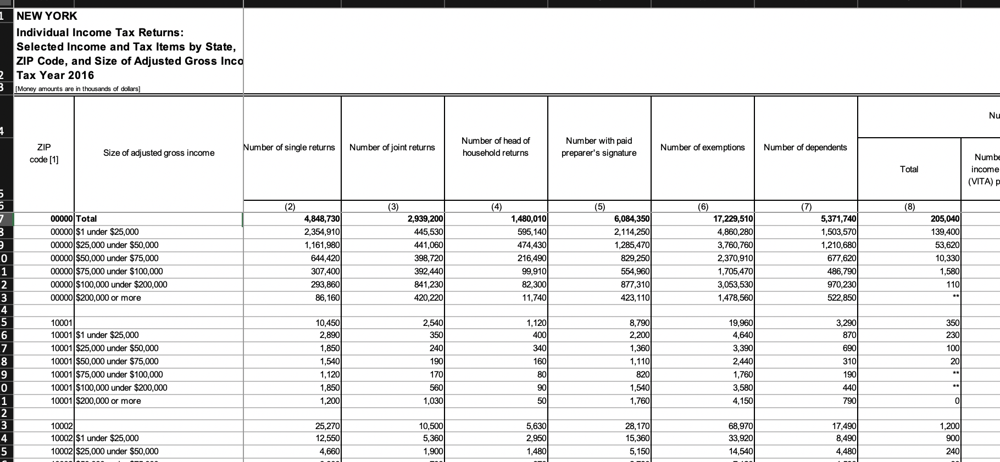 NEW YORK
Individual Income Tax Returns:
Selected Income and Tax Items by State,
ZIP Code, and Size of Adjusted Gross Inco
Tax Year 2016
[Money amounts are in thousands of dollars]
ZIP code [1] Size of adjusted gross income Number of single returns Number of joint returns Number of head of household returns Number with paid preparer's signature Number of exemptions Number of dependents Nu
Total Numbe income (VITA) p
(2) (3) (4) (5) (6) (7) (8)
00000 Total 4,848,730 2,939,200 1,480,010 6,084,350 17,229,510 5,371,740 205,040
00000 $1 under $25,000 2,354,910 445,530 595,140 2,114,250 4,860,280 1,503,570 139,400
00000 $25,000 under $50,000 1,161,980 441,060 474,430 1,285,470 3,760,760 1,210,680 53,620
00000 $50,000 under $75,000 644,420 398,720 216,490 829,250 2,370,910 677,620 10,330
00000 $75,000 under $100,000 307,400 392,440 99,910 554,960 1,705,470 486,790 1,580
00000 $100,000 under $200,000 293,860 841,230 82,300 877,310 3,053,530 970,230 110
00000 $200,000 or more 86,160 420,220 11,740 423,110 1,478,560 522,850 **
10001 10,450 2,540 1,120 8,790 19,960 3,290 350
10001 $1 under $25,000 2,890 350 400 2,200 4,640 870 230
10001 $25,000 under $50,000 1,850 240 340 1,360 3,390 690 100
10001 $50,000 under $75,000 1,540 190 160 1,110 2,440 310 20
10001 $75,000 under $100,000 1,120 170 80 820 1,760 190 **
10001 $100,000 under $200,000 1,850 560 90 1,540 3,580 440 **
10001 $200,000 or more 1,200 1,030 50 1,760 4,150 790 0
10002 25,270 10,500 5,630 28,170 68,970 17,490 1,200
10002 $1 under $25,000 12,550 5,360 2,950 15,360 33,920 8,490 900
10002 $25,000 under $50,000 4,660 1,900 1,480 5,150 14,540 4,480 240